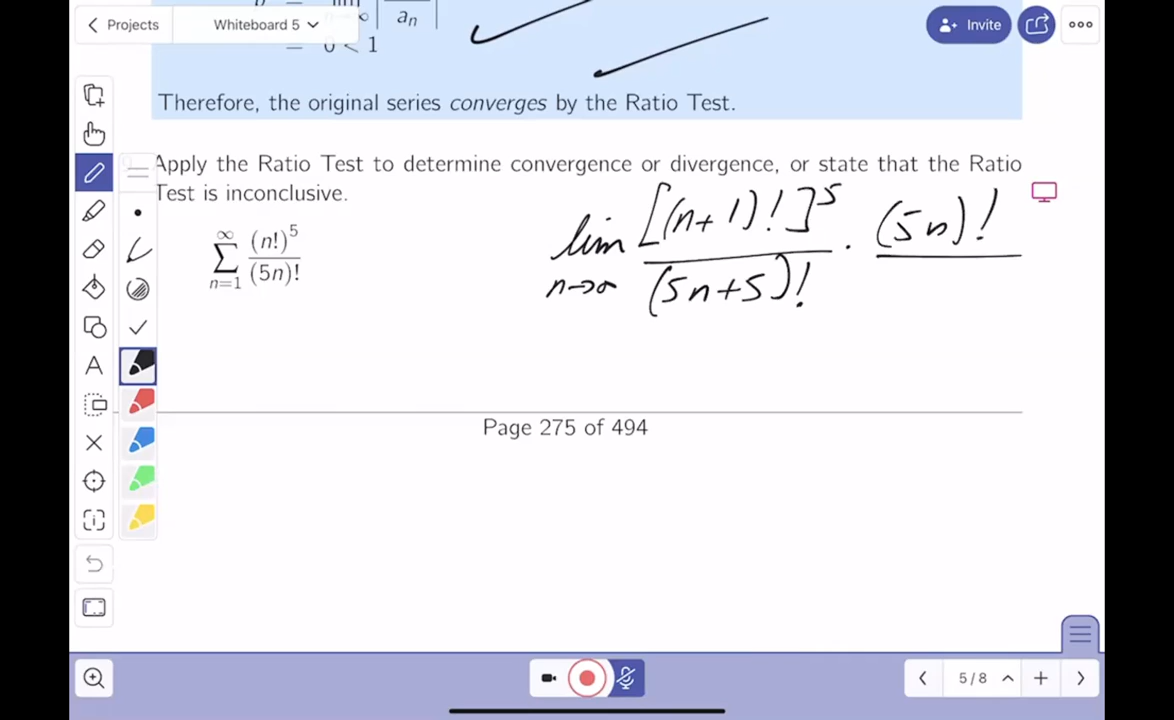 Projects
Whiteboard 5
Invite
lim
a_n
= 0 < 1
Therefore, the original series converges by the Ratio Test.
Apply the Ratio Test to determine convergence or divergence, or state that the Ratio
Test is inconclusive.
∑_{n=1}^{∞} (n!)^5 / (5n)!
lim_{n→∞} [(n+1)!]^5 / (5n+5)! · (5n)!
A
Page 275 of 494
5 / 8